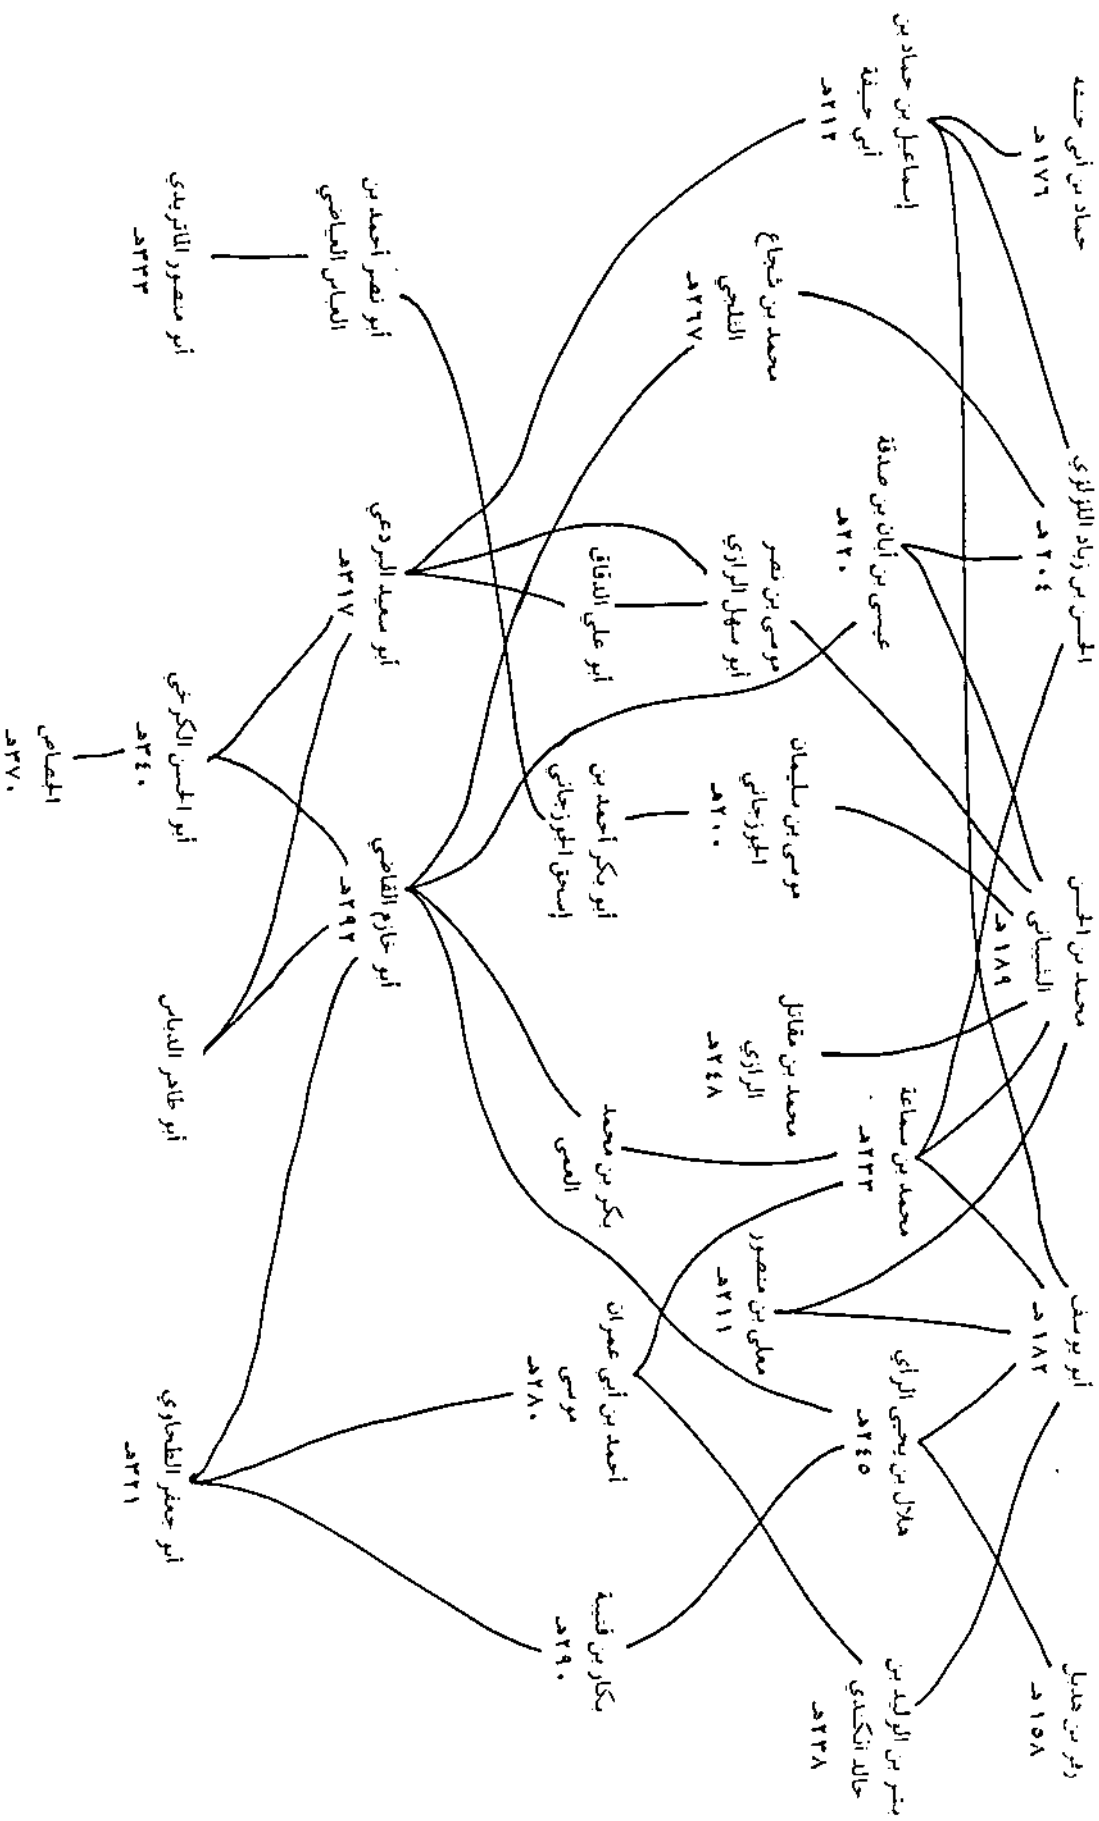 زفر بن هذيل
١٥٨هـ
أبو يوسف
١٨٢هـ
محمد بن الحسن
الشيباني
١٨٩هـ
الحسن بن زياد اللؤلؤي
٢٠٤هـ
حماد بن أبي حنيفة
١٧٦هـ
بشر بن الوليد بن
خالد الكندي
٢٣٨هـ
هلال بن يحيى الرأي
٢٤٥هـ
معلى بن منصور
٢١١هـ
محمد بن سماعة
٢٣٣هـ
محمد بن مقاتل
الرازي
٢٤٨هـ
موسى بن سليمان
الجوزجاني
٢٠٠هـ
عيسى بن أبان بن صدقة
٢٢٠هـ
موسى بن نصر
أبو سهل الرازي
محمد بن شجاع
الثلجي
٢٦٧هـ
إسماعيل بن حماد بن
أبي حنيفة
٢١٢هـ
بكار بن قتيبة
٢٩٠هـ
أحمد بن أبي عمران
موسى
٢٨٠هـ
بكر بن محمد
العمى
أبو بكر أحمد بن
إسحق الجوزجاني
أبو علي الدقاق
أبو خازم القاضي
٢٩٢هـ
أبو سعيد البردعي
٣١٧هـ
أبو نصر أحمد بن
العباس العياضي
أبو جعفر الطحاوي
٣٢١هـ
أبو طاهر الدباس
أبو الحسن الكرخي
٣٤٠هـ
أبو منصور الماتريدي
٣٣٣هـ
الجصاص
٣٧٠هـ